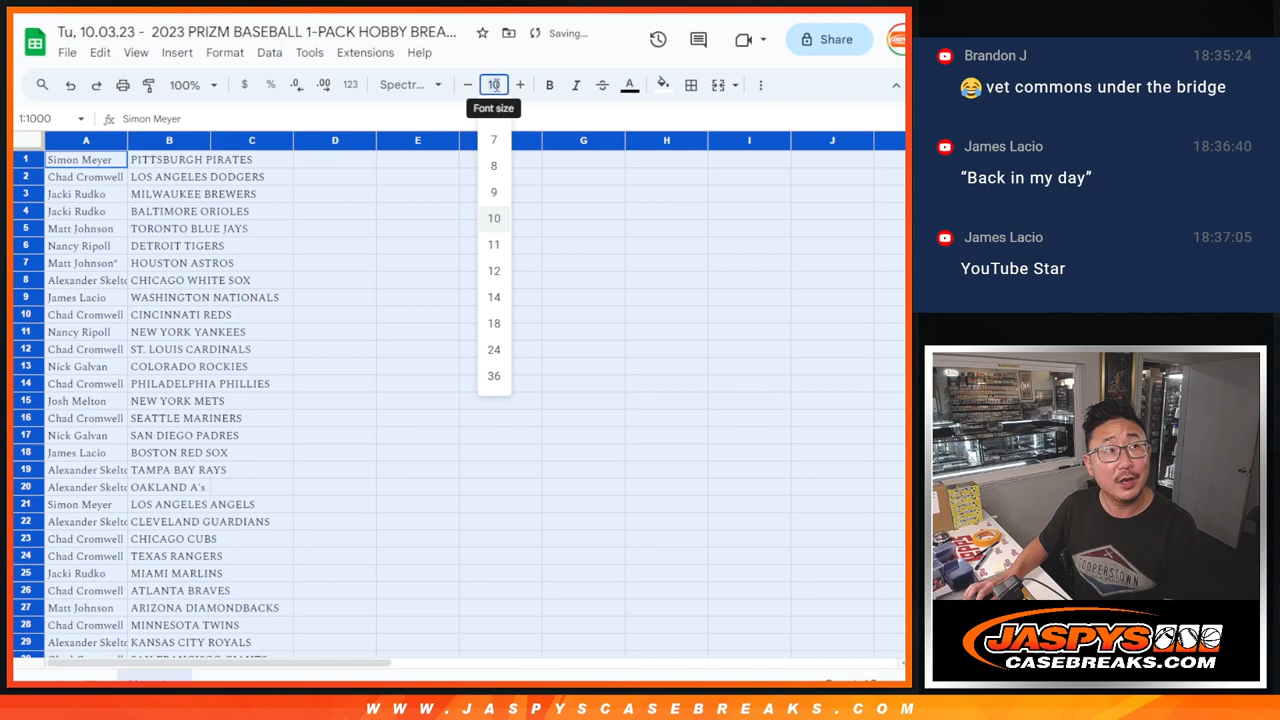 Tu, 10.03.23 - 2023 PRIZM BASEBALL 1-PACK HOBBY BREA...
Saving...
Share
File Edit View Insert Format Data Tools Extensions Help
100% $ % .0 .00 123 Spectr... 10 B I A
Font size
1:1000 fx Simon Meyer
A B C D E G H I J
1 Simon Meyer PITTSBURGH PIRATES
2 Chad Cromwell LOS ANGELES DODGERS
3 Jacki Rudko MILWAUKEE BREWERS
4 Jacki Rudko BALTIMORE ORIOLES
5 Matt Johnson TORONTO BLUE JAYS
6 Nancy Ripoll DETROIT TIGERS
7 Matt Johnson* HOUSTON ASTROS
8 Alexander Skelto CHICAGO WHITE SOX
9 James Lacio WASHINGTON NATIONALS
10 Chad Cromwell CINCINNATI REDS
11 Nancy Ripoll NEW YORK YANKEES
12 Chad Cromwell ST. LOUIS CARDINALS
13 Nick Galvan COLORADO ROCKIES
14 Chad Cromwell PHILADELPHIA PHILLIES
15 Josh Melton NEW YORK METS
16 Chad Cromwell SEATTLE MARINERS
17 Nick Galvan SAN DIEGO PADRES
18 James Lacio BOSTON RED SOX
19 Alexander Skelto TAMPA BAY RAYS
20 Alexander Skelto OAKLAND A's
21 Simon Meyer LOS ANGELES ANGELS
22 Alexander Skelto CLEVELAND GUARDIANS
23 Chad Cromwell CHICAGO CUBS
24 Chad Cromwell TEXAS RANGERS
25 Jacki Rudko MIAMI MARLINS
26 Chad Cromwell ATLANTA BRAVES
27 Matt Johnson ARIZONA DIAMONDBACKS
28 Chad Cromwell MINNESOTA TWINS
29 Alexander Skelto KANSAS CITY ROYALS
7
8
9
10
11
12
14
18
24
36
Brandon J 18:35:24
😂 vet commons under the bridge
James Lacio 18:36:40
“Back in my day”
James Lacio 18:37:05
YouTube Star
COOPERSTOWN
JASPYS
CASEBREAKS.COM
WWW.JASPYSCASEBREAKS.COM